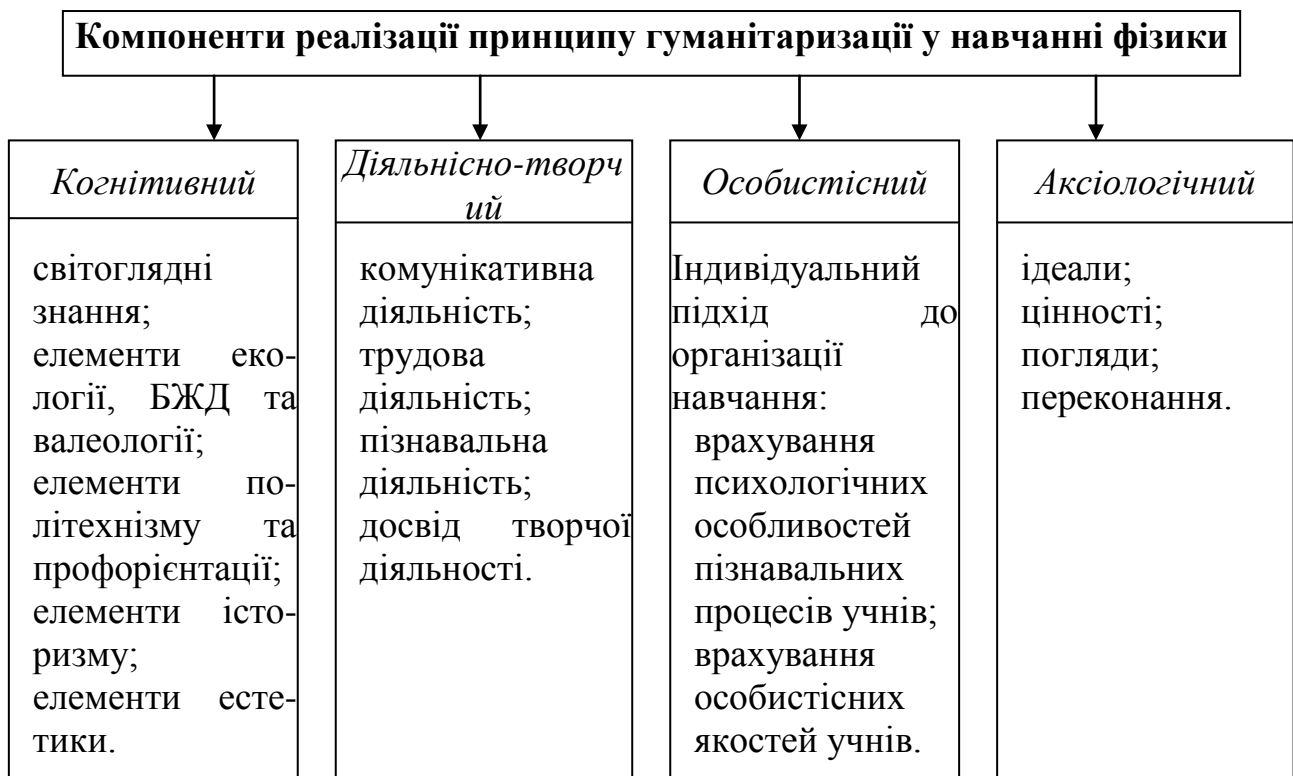 Компоненти реалізації принципу гуманітаризації у навчанні фізики
Когнітивний
світоглядні
знання;
елементи еко-
логії, БЖД та
валеології;
елементи по-
літехнізму та
профорієнтації;
елементи істо-
ризму;
елементи есте-
тики.
Діяльнісно-творч
ий
комунікативна
діяльність;
трудова
діяльність;
пізнавальна
діяльність;
досвід творчої
діяльності.
Особистісний
Індивідуальний
підхід до
організації
навчання:
врахування
психологічних
особливостей
пізнавальних
процесів учнів;
врахування
особистісних
якостей учнів.
Аксіологічний
ідеали;
цінності;
погляди;
переконання.